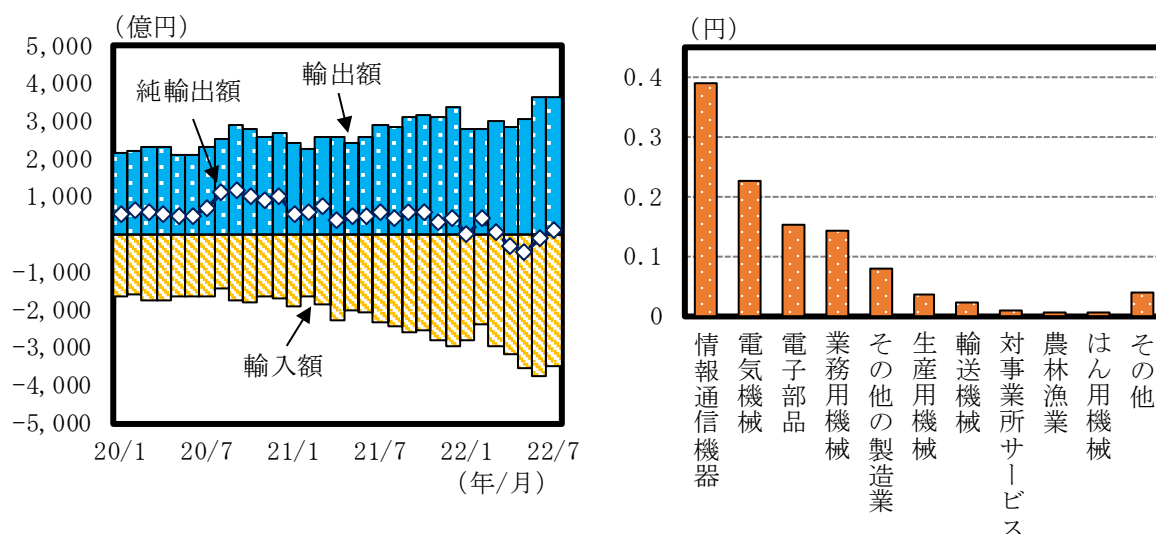 （億円）
5,000
4,000
3,000
2,000
1,000
-1,000
-2,000
-3,000
-4,000
-5,000
純輸出額
輸出額
輸入額
20/1 20/7 21/1 21/7 22/1 22/7
（年/月）
（円）
0.4
0.3
0.2
0.1
0
情報通信機器
電気機械
電子部品
業務用機械
その他の製造業
生産用機械
輸送機械
対事業所サービス
農林漁業
はん用機械
その他